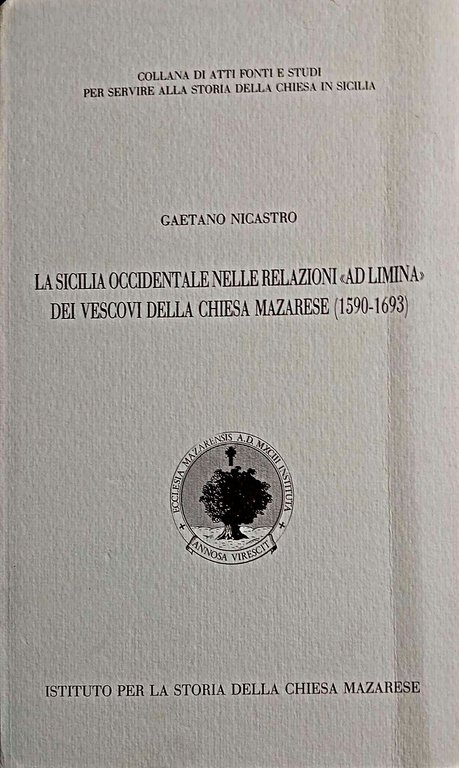 COLLANA DI ATTI FONTI E STUDI
PER SERVIRE ALLA STORIA DELLA CHIESA IN SICILIA
GAETANO NICASTRO
LA SICILIA OCCIDENTALE NELLE RELAZIONI «AD LIMINA»
DEI VESCOVI DELLA CHIESA MAZARESE (1590-1693)
ECCLESIA MAZARENSIS A.D. MXCIII INSTITUTA
ANNOSA VIRESCIT
ISTITUTO PER LA STORIA DELLA CHIESA MAZARESE